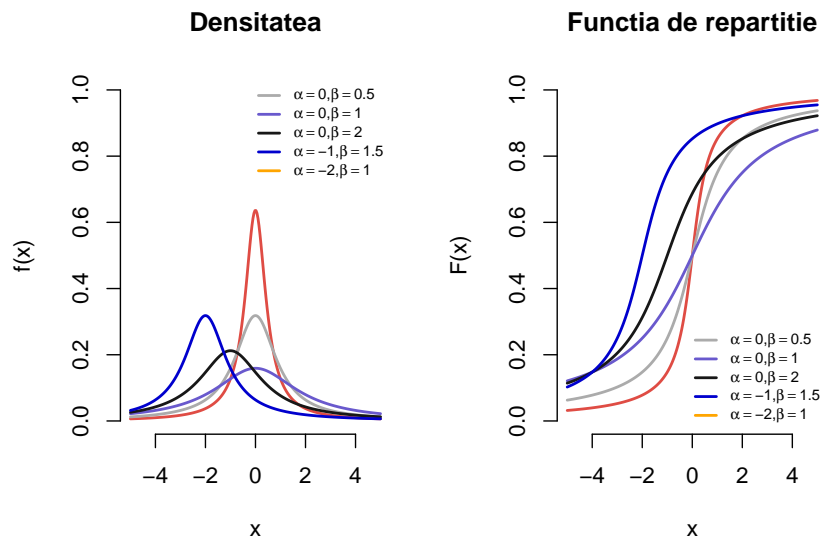 Densitatea
f(x)
1.0
0.8
0.6
0.4
0.2
0.0
α = 0,β = 0.5
α = 0,β = 1
α = 0,β = 2
α = −1,β = 1.5
α = −2,β = 1
−4 −2 0 2 4
x
Functia de repartitie
F(x)
1.0
0.8
0.6
0.4
0.2
0.0
α = 0,β = 0.5
α = 0,β = 1
α = 0,β = 2
α = −1,β = 1.5
α = −2,β = 1
−4 −2 0 2 4
x